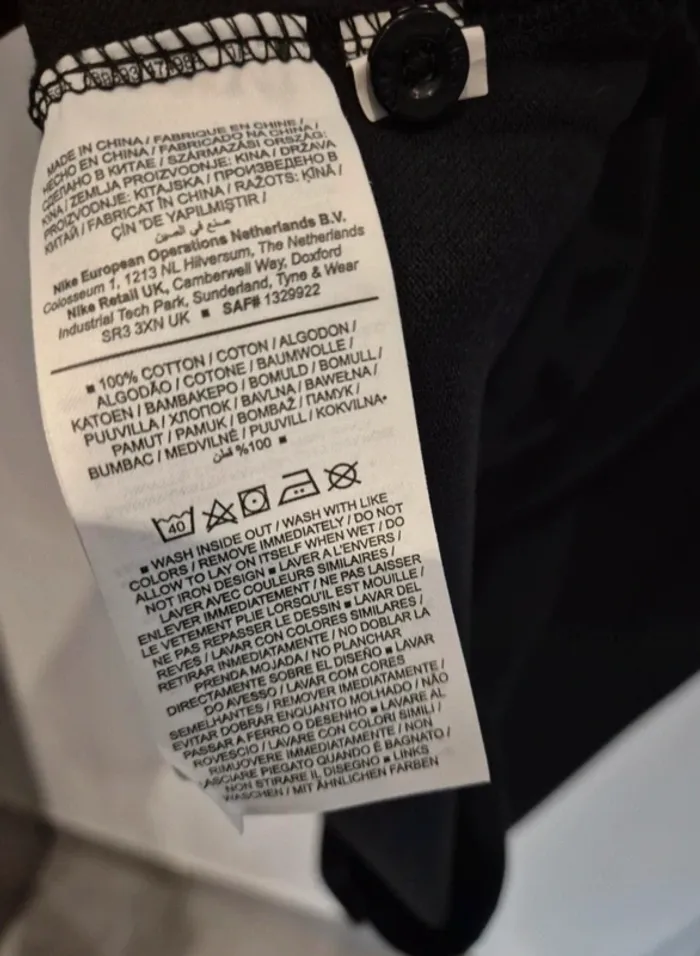 MADE IN CHINA / FABRIQUE EN CHINE /
HECHO EN CHINA / FABRICADO NA CHINA /
СДЕЛАНО В КИТАЕ / SZÁRMAZÁSI ORSZÁG:
KINA / ZEMLJA PROIZVODNJE: KINA / DRŽAVA
PROIZVODNJE: KITAJSKA / ПРОИЗВЕДЕНО В
КИТАЙ / FABRICAT ÎN CHINA / RAŽOTS: ĶĪNĀ /
ÇİN 'DE YAPILMIŞTIR /
صنع في الصين
Nike European Operations Netherlands B.V.
Colosseum 1, 1213 NL Hilversum, The Netherlands
Nike Retail UK, Camberwell Way, Doxford
Industrial Tech Park, Sunderland, Tyne & Wear
SR3 3XN UK ■ SAF# 1329922
■ 100% COTTON / COTON / ALGODON /
ALGODÃO / COTONE / BAUMWOLLE /
KATOEN / ΒΑΜΒΑΚΕΡΟ / BOMULD / BOMULL /
PUUVILLA / ХЛОПОК / BAVLNA / BAWEŁNA /
PAMUT / PAMUK / BOMBAŽ / ПАМУК /
BUMBAC / MEDVILNĖ / PUUVILL / KOKVILNA•
%100 قطن ■
40
■ WASH INSIDE OUT / WASH WITH LIKE
COLORS / REMOVE IMMEDIATELY / DO NOT
ALLOW TO LAY ON ITSELF WHEN WET / DO
NOT IRON DESIGN ■ LAVER A L'ENVERS /
LAVER AVEC COULEURS SIMILAIRES /
ENLEVER IMMEDIATEMENT / NE PAS LAISSER
LE VETEMENT PLIE LORSQU'IL EST MOUILLE /
NE PAS REPASSER LE DESSIN ■ LAVAR DEL
REVES / LAVAR CON COLORES SIMILARES /
RETIRAR INMEDIATAMENTE / NO DOBLAR LA
PRENDA MOJADA / NO PLANCHAR
DIRECTAMENTE SOBRE EL DISEÑO ■ LAVAR
DO AVESSO / LAVAR COM CORES
SEMELHANTES / REMOVER IMEDIATAMENTE /
EVITAR DOBRAR ENQUANTO MOLHADO / NÃO
PASSAR A FERRO O DESENHO ■ LAVARE AL
ROVESCIO / LAVARE CON COLORI SIMILI /
RIMUOVERE IMMEDIATAMENTE / NON
LASCIARE PIEGATO QUANDO È BAGNATO /
NON STIRARE IL DISEGNO ■ LINKS
WASCHEN / MIT ÄHNLICHEN FARBEN